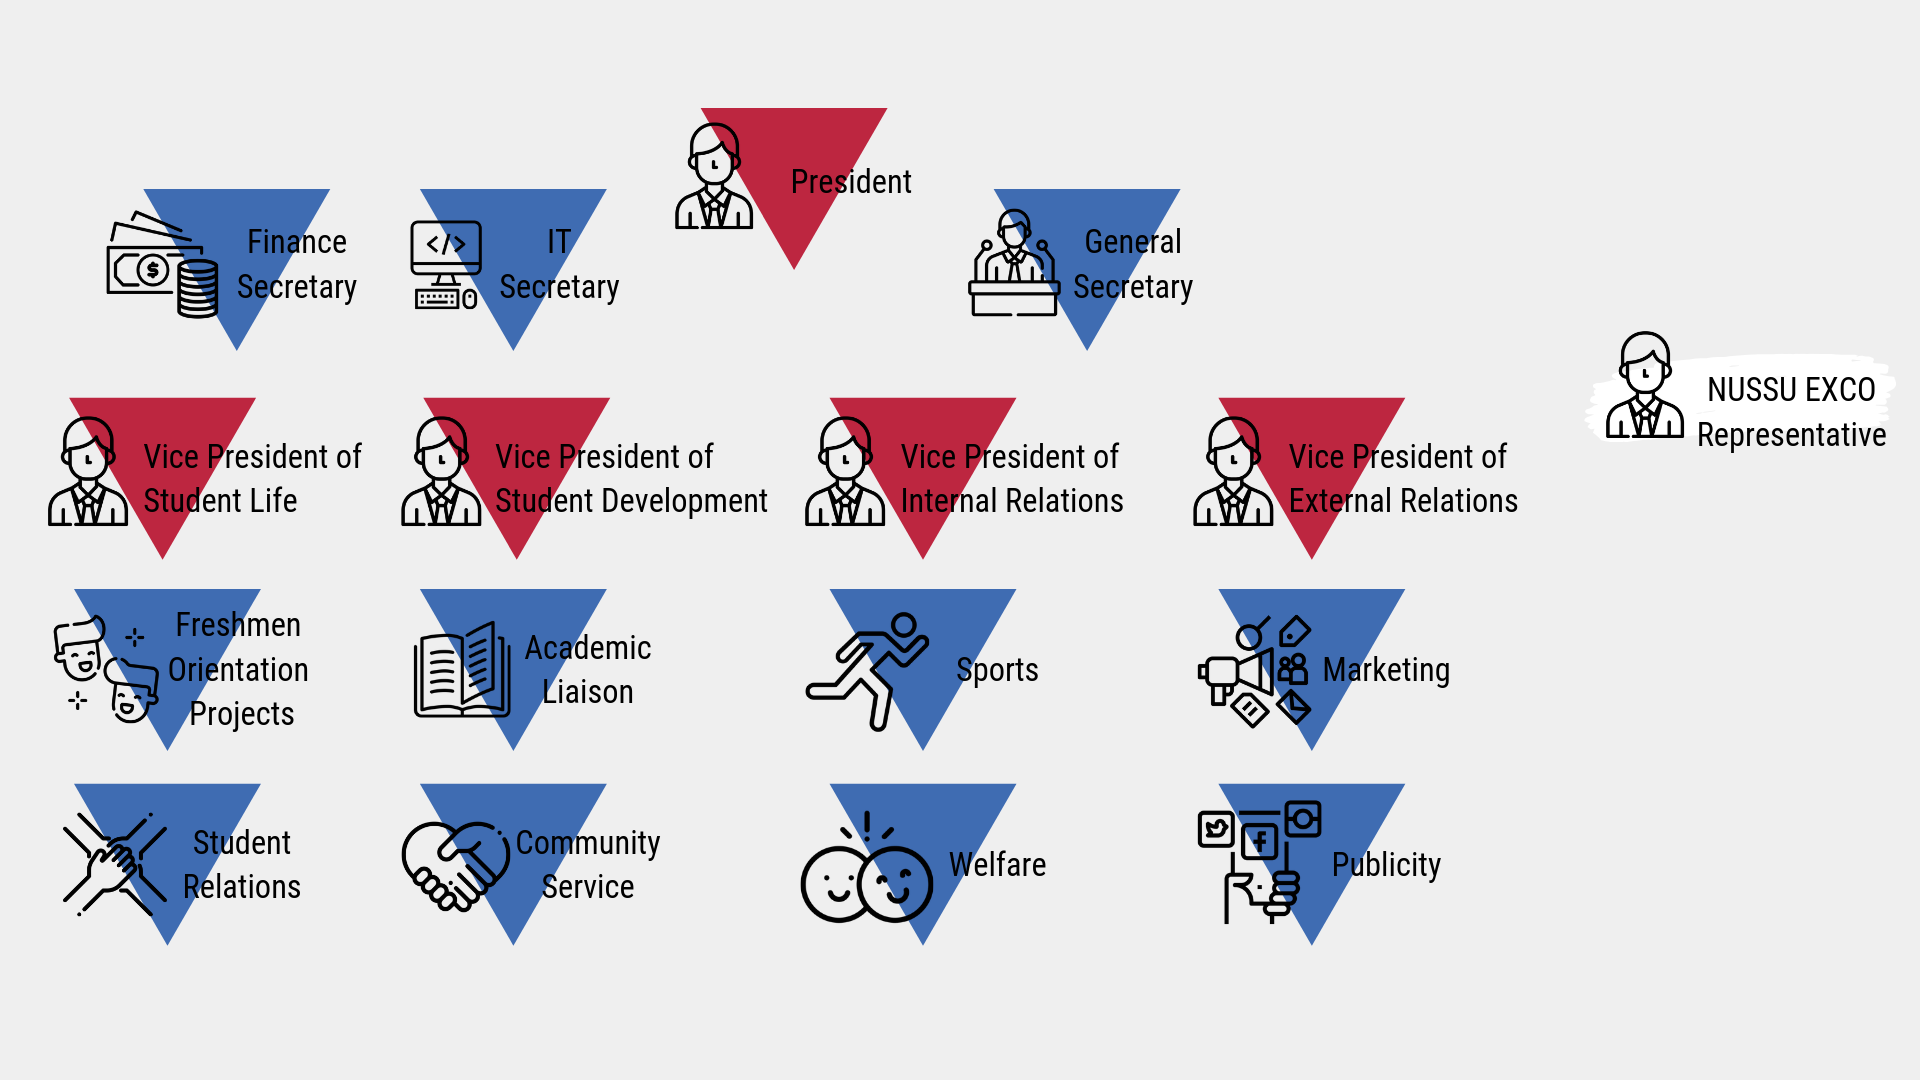 President
Finance
Secretary
IT
Secretary
General
Secretary
NUSSU EXCO
Representative
Vice President of
Student Life
Vice President of
Student Development
Vice President of
Internal Relations
Vice President of
External Relations
Freshmen
Orientation
Projects
Academic
Liaison
Sports
Marketing
Student
Relations
Community
Service
Welfare
Publicity